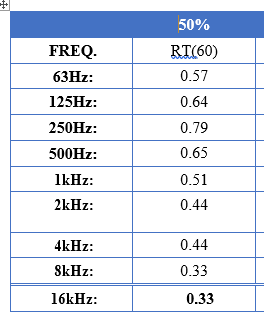 50%
FREQ. RT(60)
63Hz: 0.57
125Hz: 0.64
250Hz: 0.79
500Hz: 0.65
1kHz: 0.51
2kHz: 0.44
4kHz: 0.44
8kHz: 0.33
16kHz: 0.33